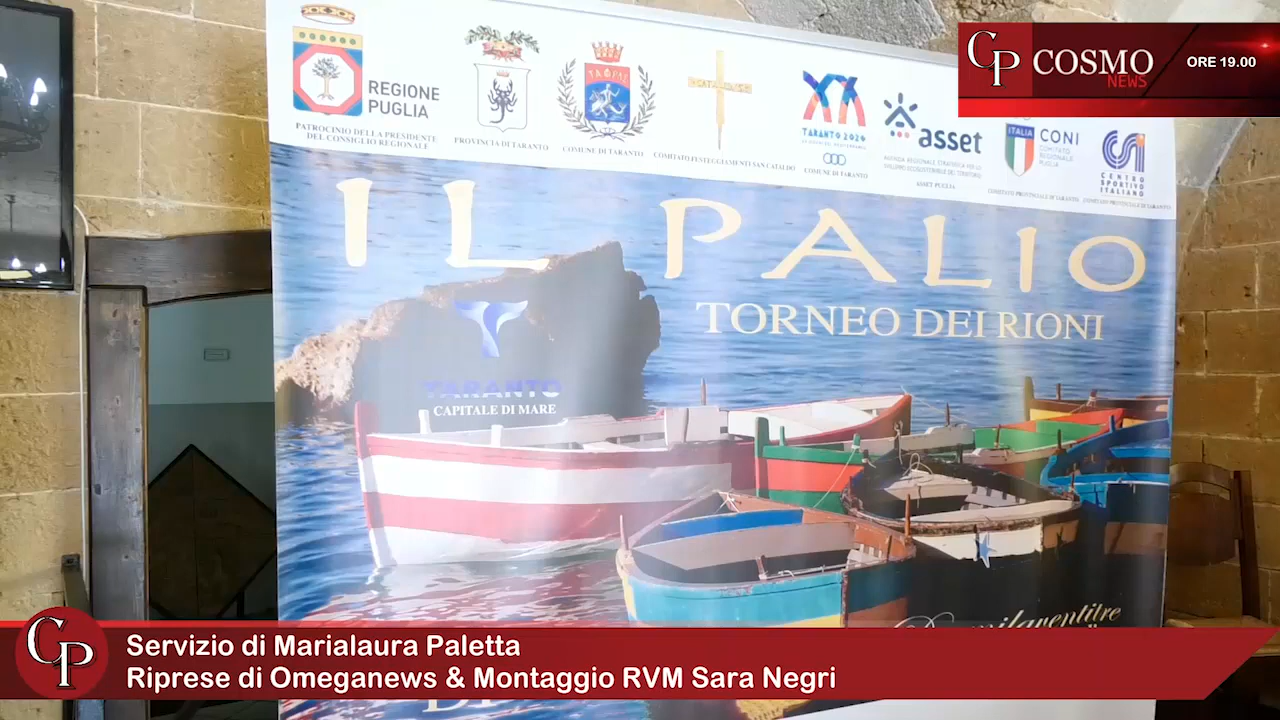 CP COSMO NEWS ORE 19.00
REGIONE PUGLIA
PATROCINIO DELLA PRESIDENTE
DEL CONSIGLIO REGIONALE
PROVINCIA DI TARANTO
COMUNE DI TARANTO
COMITATO FESTEGGIAMENTI SAN CATALDO
TARANTO 2026
COMUNE DI TARANTO
asset
ASSET PUGLIA
ITALIA
CONI
COMITATO
REGIONALE
PUGLIA
CENTRO
SPORTIVO
ITALIANO
IL PALIO
TORNEO DEI RIONI
TARANTO
CAPITALE DI MARE
CP
Servizio di Marialaura Paletta
Riprese di Omeganews & Montaggio RVM Sara Negri